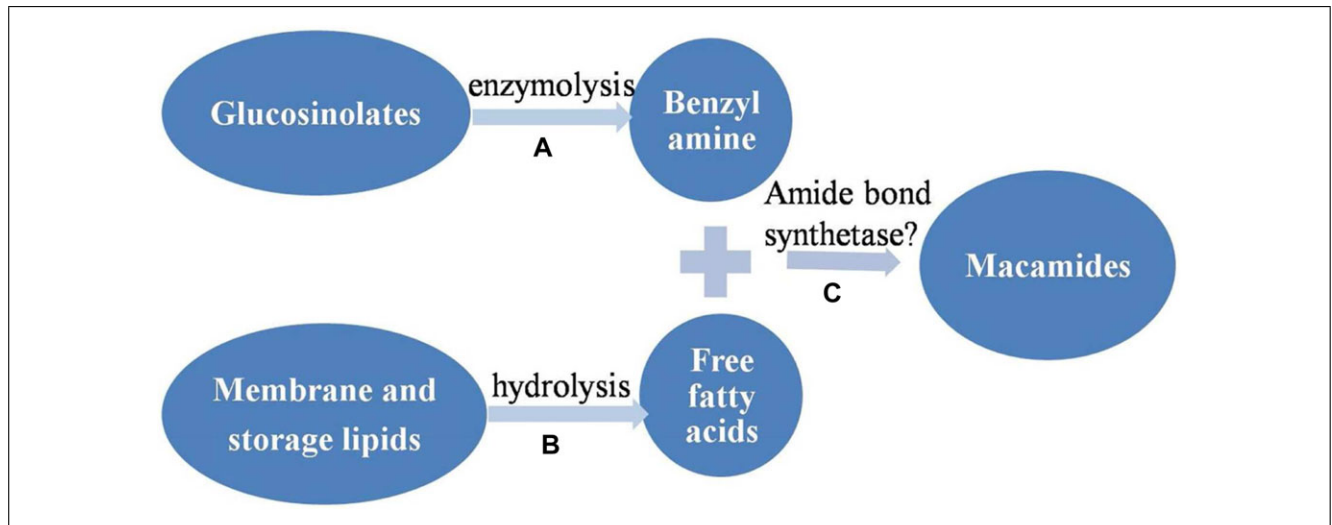 Glucosinolates
enzymolysis
A
Benzyl
amine
Amide bond
synthetase?
C
Macamides
Membrane and
storage lipids
hydrolysis
B
Free
fatty
acids